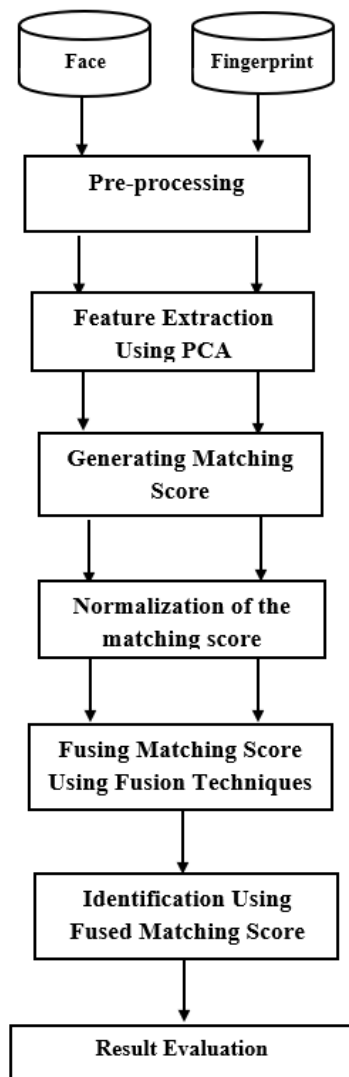 Face
Fingerprint
Pre-processing
Feature Extraction
Using PCA
Generating Matching
Score
Normalization of the
matching score
Fusing Matching Score
Using Fusion Techniques
Identification Using
Fused Matching Score
Result Evaluation